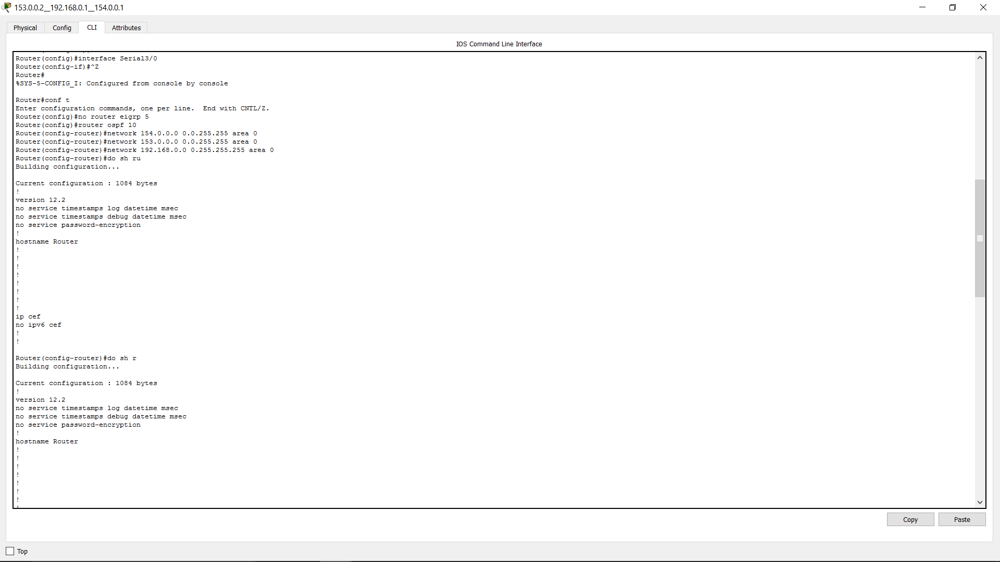 153.0.0.2__192.168.0.1__154.0.0.1
Physical Config CLI Attributes
IOS Command Line Interface
Router(config)#interface Serial3/0
Router(config-if)#^Z
Router#
%SYS-5-CONFIG_I: Configured from console by console
Router#conf t
Enter configuration commands, one per line.  End with CNTL/Z.
Router(config)#no router eigrp 5
Router(config)#router ospf 10
Router(config-router)#network 154.0.0.0 0.0.255.255 area 0
Router(config-router)#network 153.0.0.0 0.0.255.255 area 0
Router(config-router)#network 192.168.0.0 0.255.255.255 area 0
Router(config-router)#do sh ru
Building configuration...
Current configuration : 1084 bytes
!
version 12.2
no service timestamps log datetime msec
no service timestamps debug datetime msec
no service password-encryption
!
hostname Router
!
!
!
!
!
!
!
!
ip cef
no ipv6 cef
!
!
Router(config-router)#do sh r
Building configuration...
Current configuration : 1084 bytes
!
version 12.2
no service timestamps log datetime msec
no service timestamps debug datetime msec
no service password-encryption
!
hostname Router
!
!
!
!
!
!
!
!
Copy Paste
Top